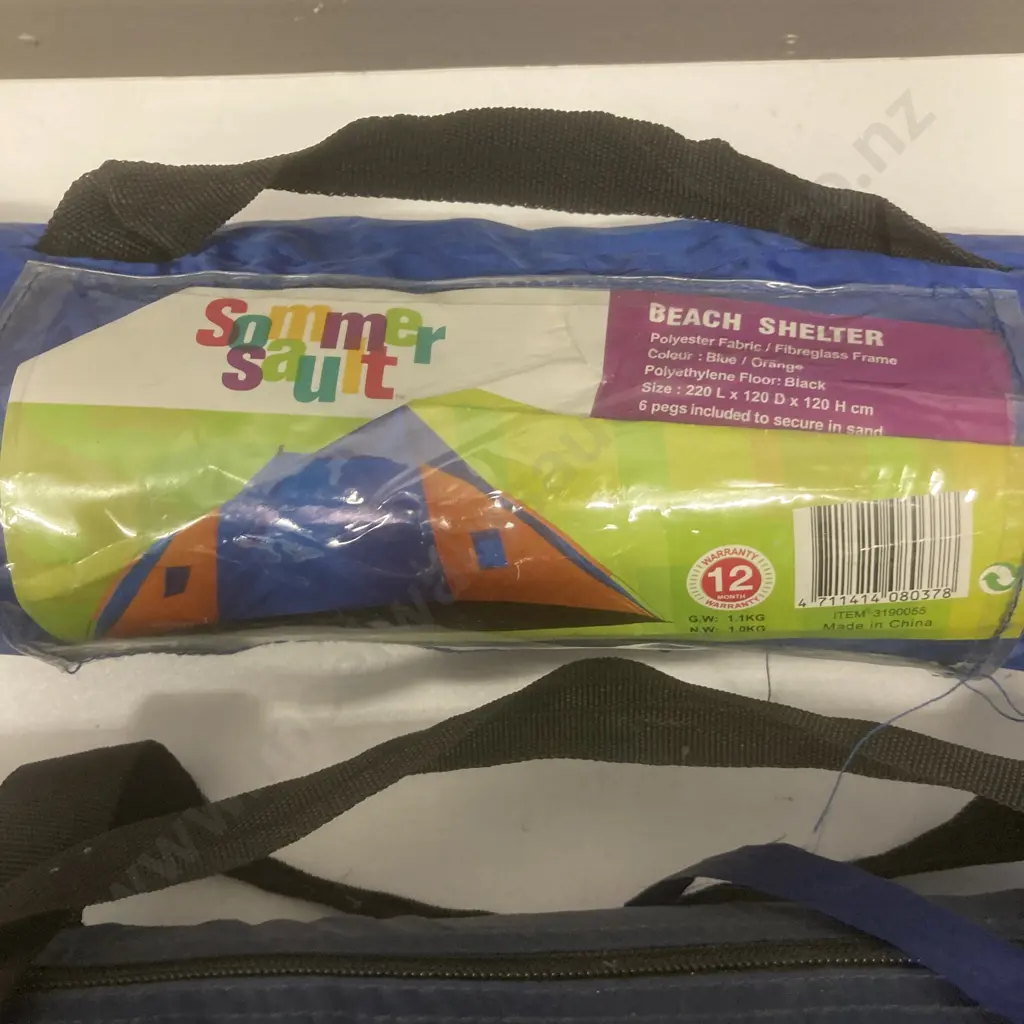 Sommer
Sault
BEACH SHELTER
Polyester Fabric / Fibreglass Frame
Colour : Blue / Orange
Polyethylene Floor: Black
Size : 220 L x 120 D x 120 H cm
6 pegs included to secure in sand
WARRANTY
12
MONTH
WARRANTY
G.W: 1.1KG
N.W: 1.0KG
4 711414 080378
ITEM 3190055
Made in China